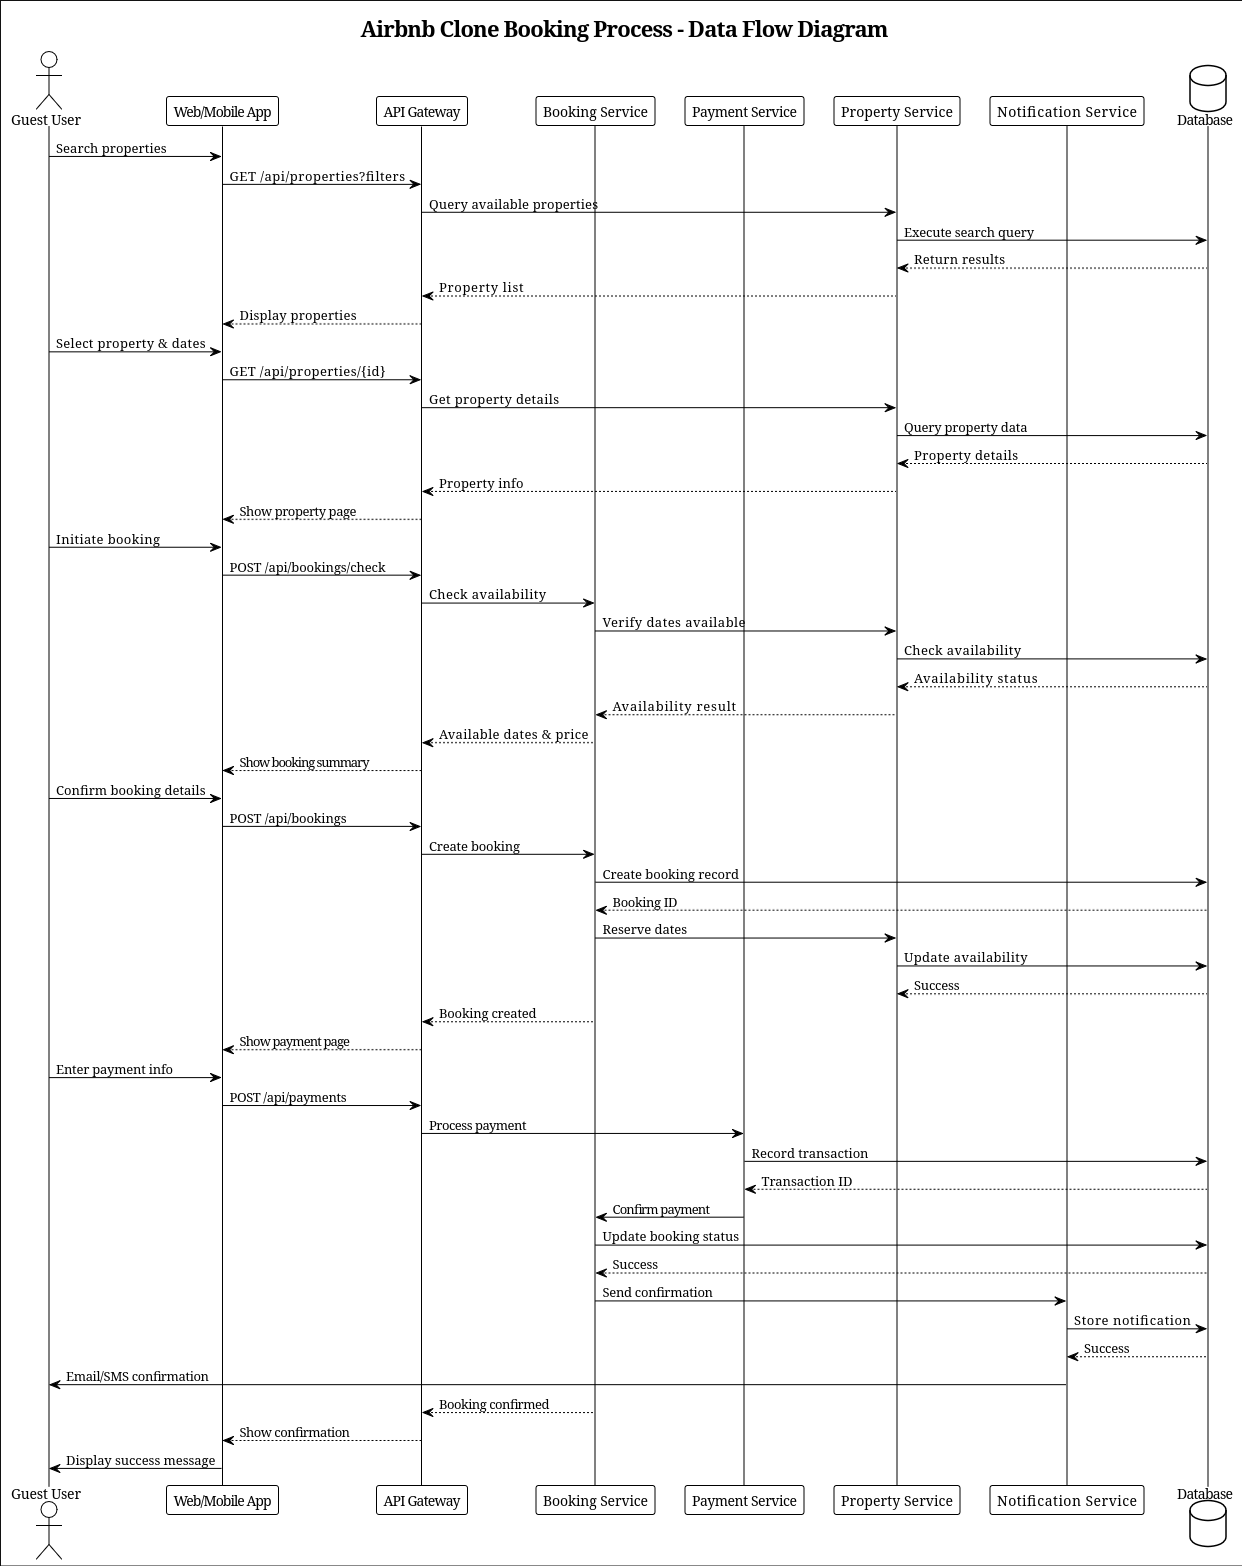 Airbnb Clone Booking Process - Data Flow Diagram
Guest User
Web/Mobile App
API Gateway
Booking Service
Payment Service
Property Service
Notification Service
Database
Search properties
GET /api/properties?filters
Query available properties
Execute search query
Return results
Property list
Display properties
Select property & dates
GET /api/properties/{id}
Get property details
Query property data
Property details
Property info
Show property page
Initiate booking
POST /api/bookings/check
Check availability
Verify dates available
Check availability
Availability status
Availability result
Available dates & price
Show booking summary
Confirm booking details
POST /api/bookings
Create booking
Create booking record
Booking ID
Reserve dates
Update availability
Success
Booking created
Show payment page
Enter payment info
POST /api/payments
Process payment
Record transaction
Transaction ID
Confirm payment
Update booking status
Success
Send confirmation
Store notification
Success
Email/SMS confirmation
Booking confirmed
Show confirmation
Display success message
Guest User
Web/Mobile App
API Gateway
Booking Service
Payment Service
Property Service
Notification Service
Database